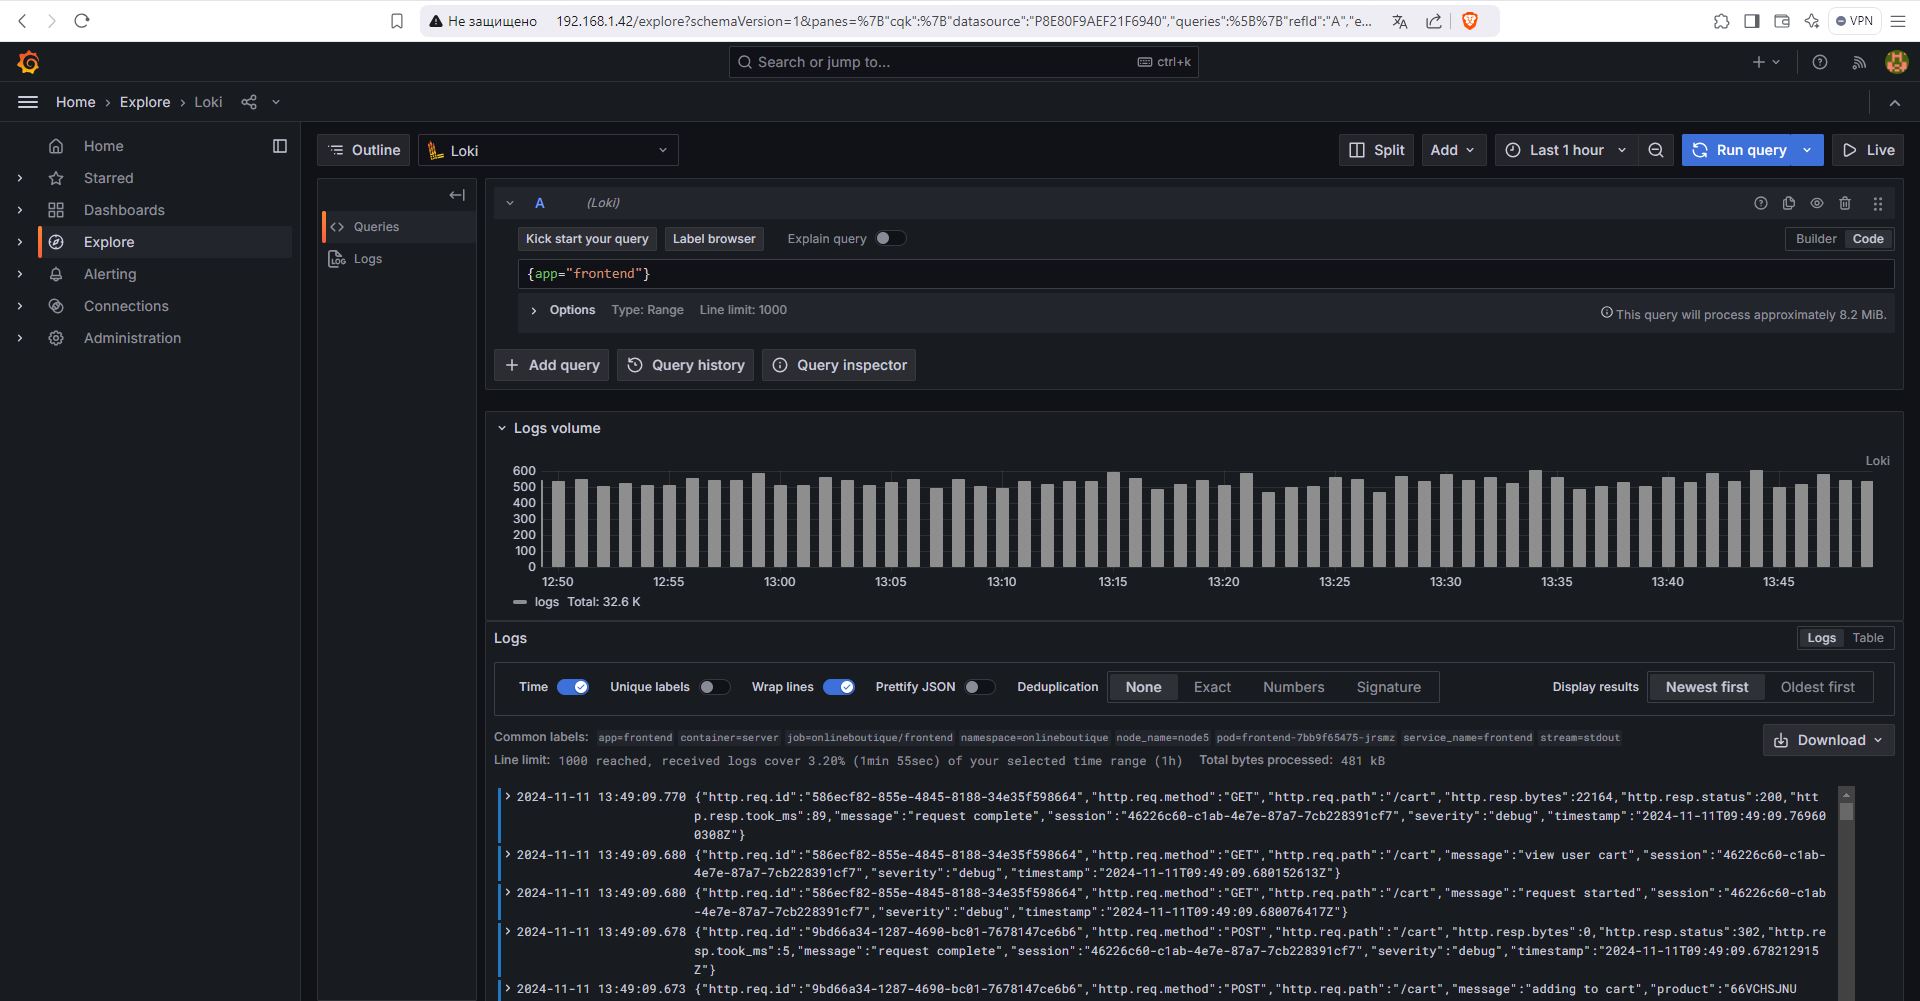 Не защищено 192.168.1.42/explore?schemaVersion=1&panes=%7B"cqk":%7B"datasource":"P8E80F9AEF21F6940","queries":%5B%7B"refId":"A","e... VPN
Search or jump to... ctrl+k
Home › Explore › Loki
Home
Starred
Dashboards
Explore
Alerting
Connections
Administration
Outline Loki Split Add Last 1 hour Run query Live
Queries
Logs
A (Loki)
Kick start your query Label browser Explain query Builder Code
{app="frontend"}
Options Type: Range Line limit: 1000 This query will process approximately 8.2 MiB.
+ Add query Query history Query inspector
Logs volume
Loki
600
500
400
300
200
100
0
12:50 12:55 13:00 13:05 13:10 13:15 13:20 13:25 13:30 13:35 13:40 13:45
logs Total: 32.6 K
Logs Logs Table
Time Unique labels Wrap lines Prettify JSON Deduplication None Exact Numbers Signature Display results Newest first Oldest first
Common labels: app=frontend container=server job=onlineboutique/frontend namespace=onlineboutique node_name=node5 pod=frontend-7bb9f65475-jrsmz service_name=frontend stream=stdout Download
Line limit: 1000 reached, received logs cover 3.20% (1min 55sec) of your selected time range (1h) Total bytes processed: 481 kB
2024-11-11 13:49:09.770 {"http.req.id":"586ecf82-855e-4845-8188-34e35f598664","http.req.method":"GET","http.req.path":"/cart","http.resp.bytes":22164,"http.resp.status":200,"htt
p.resp.took_ms":89,"message":"request complete","session":"46226c60-c1ab-4e7e-87a7-7cb228391cf7","severity":"debug","timestamp":"2024-11-11T09:49:09.76960
0308Z"}
2024-11-11 13:49:09.680 {"http.req.id":"586ecf82-855e-4845-8188-34e35f598664","http.req.method":"GET","http.req.path":"/cart","message":"view user cart","session":"46226c60-c1ab-
4e7e-87a7-7cb228391cf7","severity":"debug","timestamp":"2024-11-11T09:49:09.680152613Z"}
2024-11-11 13:49:09.680 {"http.req.id":"586ecf82-855e-4845-8188-34e35f598664","http.req.method":"GET","http.req.path":"/cart","message":"request started","session":"46226c60-c1ab
-4e7e-87a7-7cb228391cf7","severity":"debug","timestamp":"2024-11-11T09:49:09.680076417Z"}
2024-11-11 13:49:09.678 {"http.req.id":"9bd66a34-1287-4690-bc01-7678147ce6b6","http.req.method":"POST","http.req.path":"/cart","http.resp.bytes":0,"http.resp.status":302,"http.re
sp.took_ms":5,"message":"request complete","session":"46226c60-c1ab-4e7e-87a7-7cb228391cf7","severity":"debug","timestamp":"2024-11-11T09:49:09.678212915
Z"}
2024-11-11 13:49:09.673 {"http.req.id":"9bd66a34-1287-4690-bc01-7678147ce6b6","http.req.method":"POST","http.req.path":"/cart","message":"adding to cart","product":"66VCHSJNU